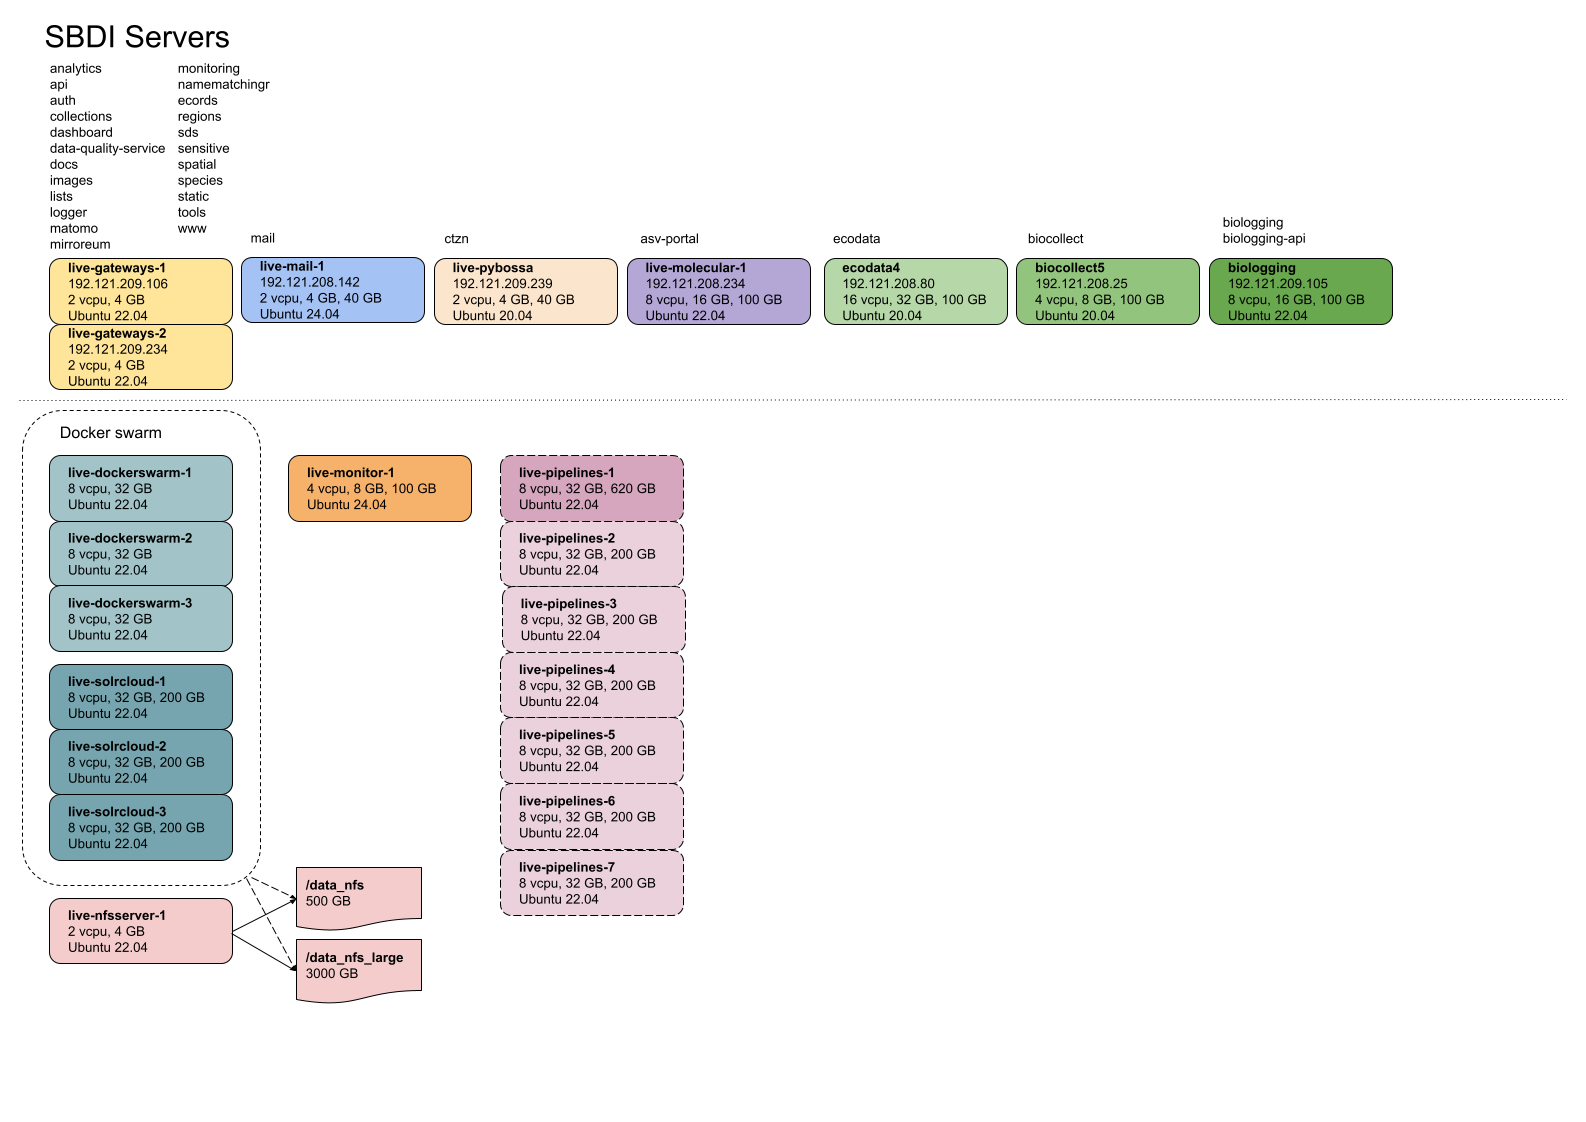 SBDI Servers
analytics
api
auth
collections
dashboard
data-quality-service
docs
images
lists
logger
matomo
mirroreum
monitoring
namematchingr
ecords
regions
sds
sensitive
spatial
species
static
tools
www
mail
ctzn
asv-portal
ecodata
biocollect
biologging
biologging-api
live-gateways-1
192.121.209.106
2 vcpu, 4 GB
Ubuntu 22.04
live-gateways-2
192.121.209.234
2 vcpu, 4 GB
Ubuntu 22.04
live-mail-1
192.121.208.142
2 vcpu, 4 GB, 40 GB
Ubuntu 24.04
live-pybossa
192.121.209.239
2 vcpu, 4 GB, 40 GB
Ubuntu 20.04
live-molecular-1
192.121.208.234
8 vcpu, 16 GB, 100 GB
Ubuntu 22.04
ecodata4
192.121.208.80
16 vcpu, 32 GB, 100 GB
Ubuntu 20.04
biocollect5
192.121.208.25
4 vcpu, 8 GB, 100 GB
Ubuntu 20.04
biologging
192.121.209.105
8 vcpu, 16 GB, 100 GB
Ubuntu 22.04
Docker swarm
live-dockerswarm-1
8 vcpu, 32 GB
Ubuntu 22.04
live-dockerswarm-2
8 vcpu, 32 GB
Ubuntu 22.04
live-dockerswarm-3
8 vcpu, 32 GB
Ubuntu 22.04
live-solrcloud-1
8 vcpu, 32 GB, 200 GB
Ubuntu 22.04
live-solrcloud-2
8 vcpu, 32 GB, 200 GB
Ubuntu 22.04
live-solrcloud-3
8 vcpu, 32 GB, 200 GB
Ubuntu 22.04
live-nfsserver-1
2 vcpu, 4 GB
Ubuntu 22.04
/data_nfs
500 GB
/data_nfs_large
3000 GB
live-monitor-1
4 vcpu, 8 GB, 100 GB
Ubuntu 24.04
live-pipelines-1
8 vcpu, 32 GB, 620 GB
Ubuntu 22.04
live-pipelines-2
8 vcpu, 32 GB, 200 GB
Ubuntu 22.04
live-pipelines-3
8 vcpu, 32 GB, 200 GB
Ubuntu 22.04
live-pipelines-4
8 vcpu, 32 GB, 200 GB
Ubuntu 22.04
live-pipelines-5
8 vcpu, 32 GB, 200 GB
Ubuntu 22.04
live-pipelines-6
8 vcpu, 32 GB, 200 GB
Ubuntu 22.04
live-pipelines-7
8 vcpu, 32 GB, 200 GB
Ubuntu 22.04